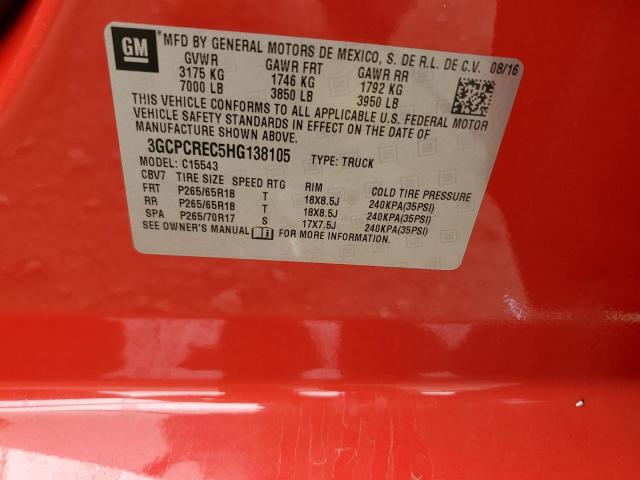 GM *MFD BY GENERAL MOTORS DE MEXICO, S. DE R.L. DE C.V. 08/16
GVWR GAWR FRT GAWR RR
3175 KG 1746 KG 1792 KG
7000 LB 3850 LB 3950 LB
THIS VEHICLE CONFORMS TO ALL APPLICABLE U.S. FEDERAL MOTOR
VEHICLE SAFETY STANDARDS IN EFFECT ON THE DATE OF
MANUFACTURE SHOWN ABOVE.
3GCPCREC5HG138105 TYPE: TRUCK
MODEL: C15543
CBV7 TIRE SIZE SPEED RTG RIM COLD TIRE PRESSURE
FRT P265/65R18 T 18X8.5J 240KPA(35PSI)
RR P265/65R18 T 18X8.5J 240KPA(35PSI)
SPA P265/70R17 S 17X7.5J 240KPA(35PSI)
SEE OWNER'S MANUAL FOR MORE INFORMATION.